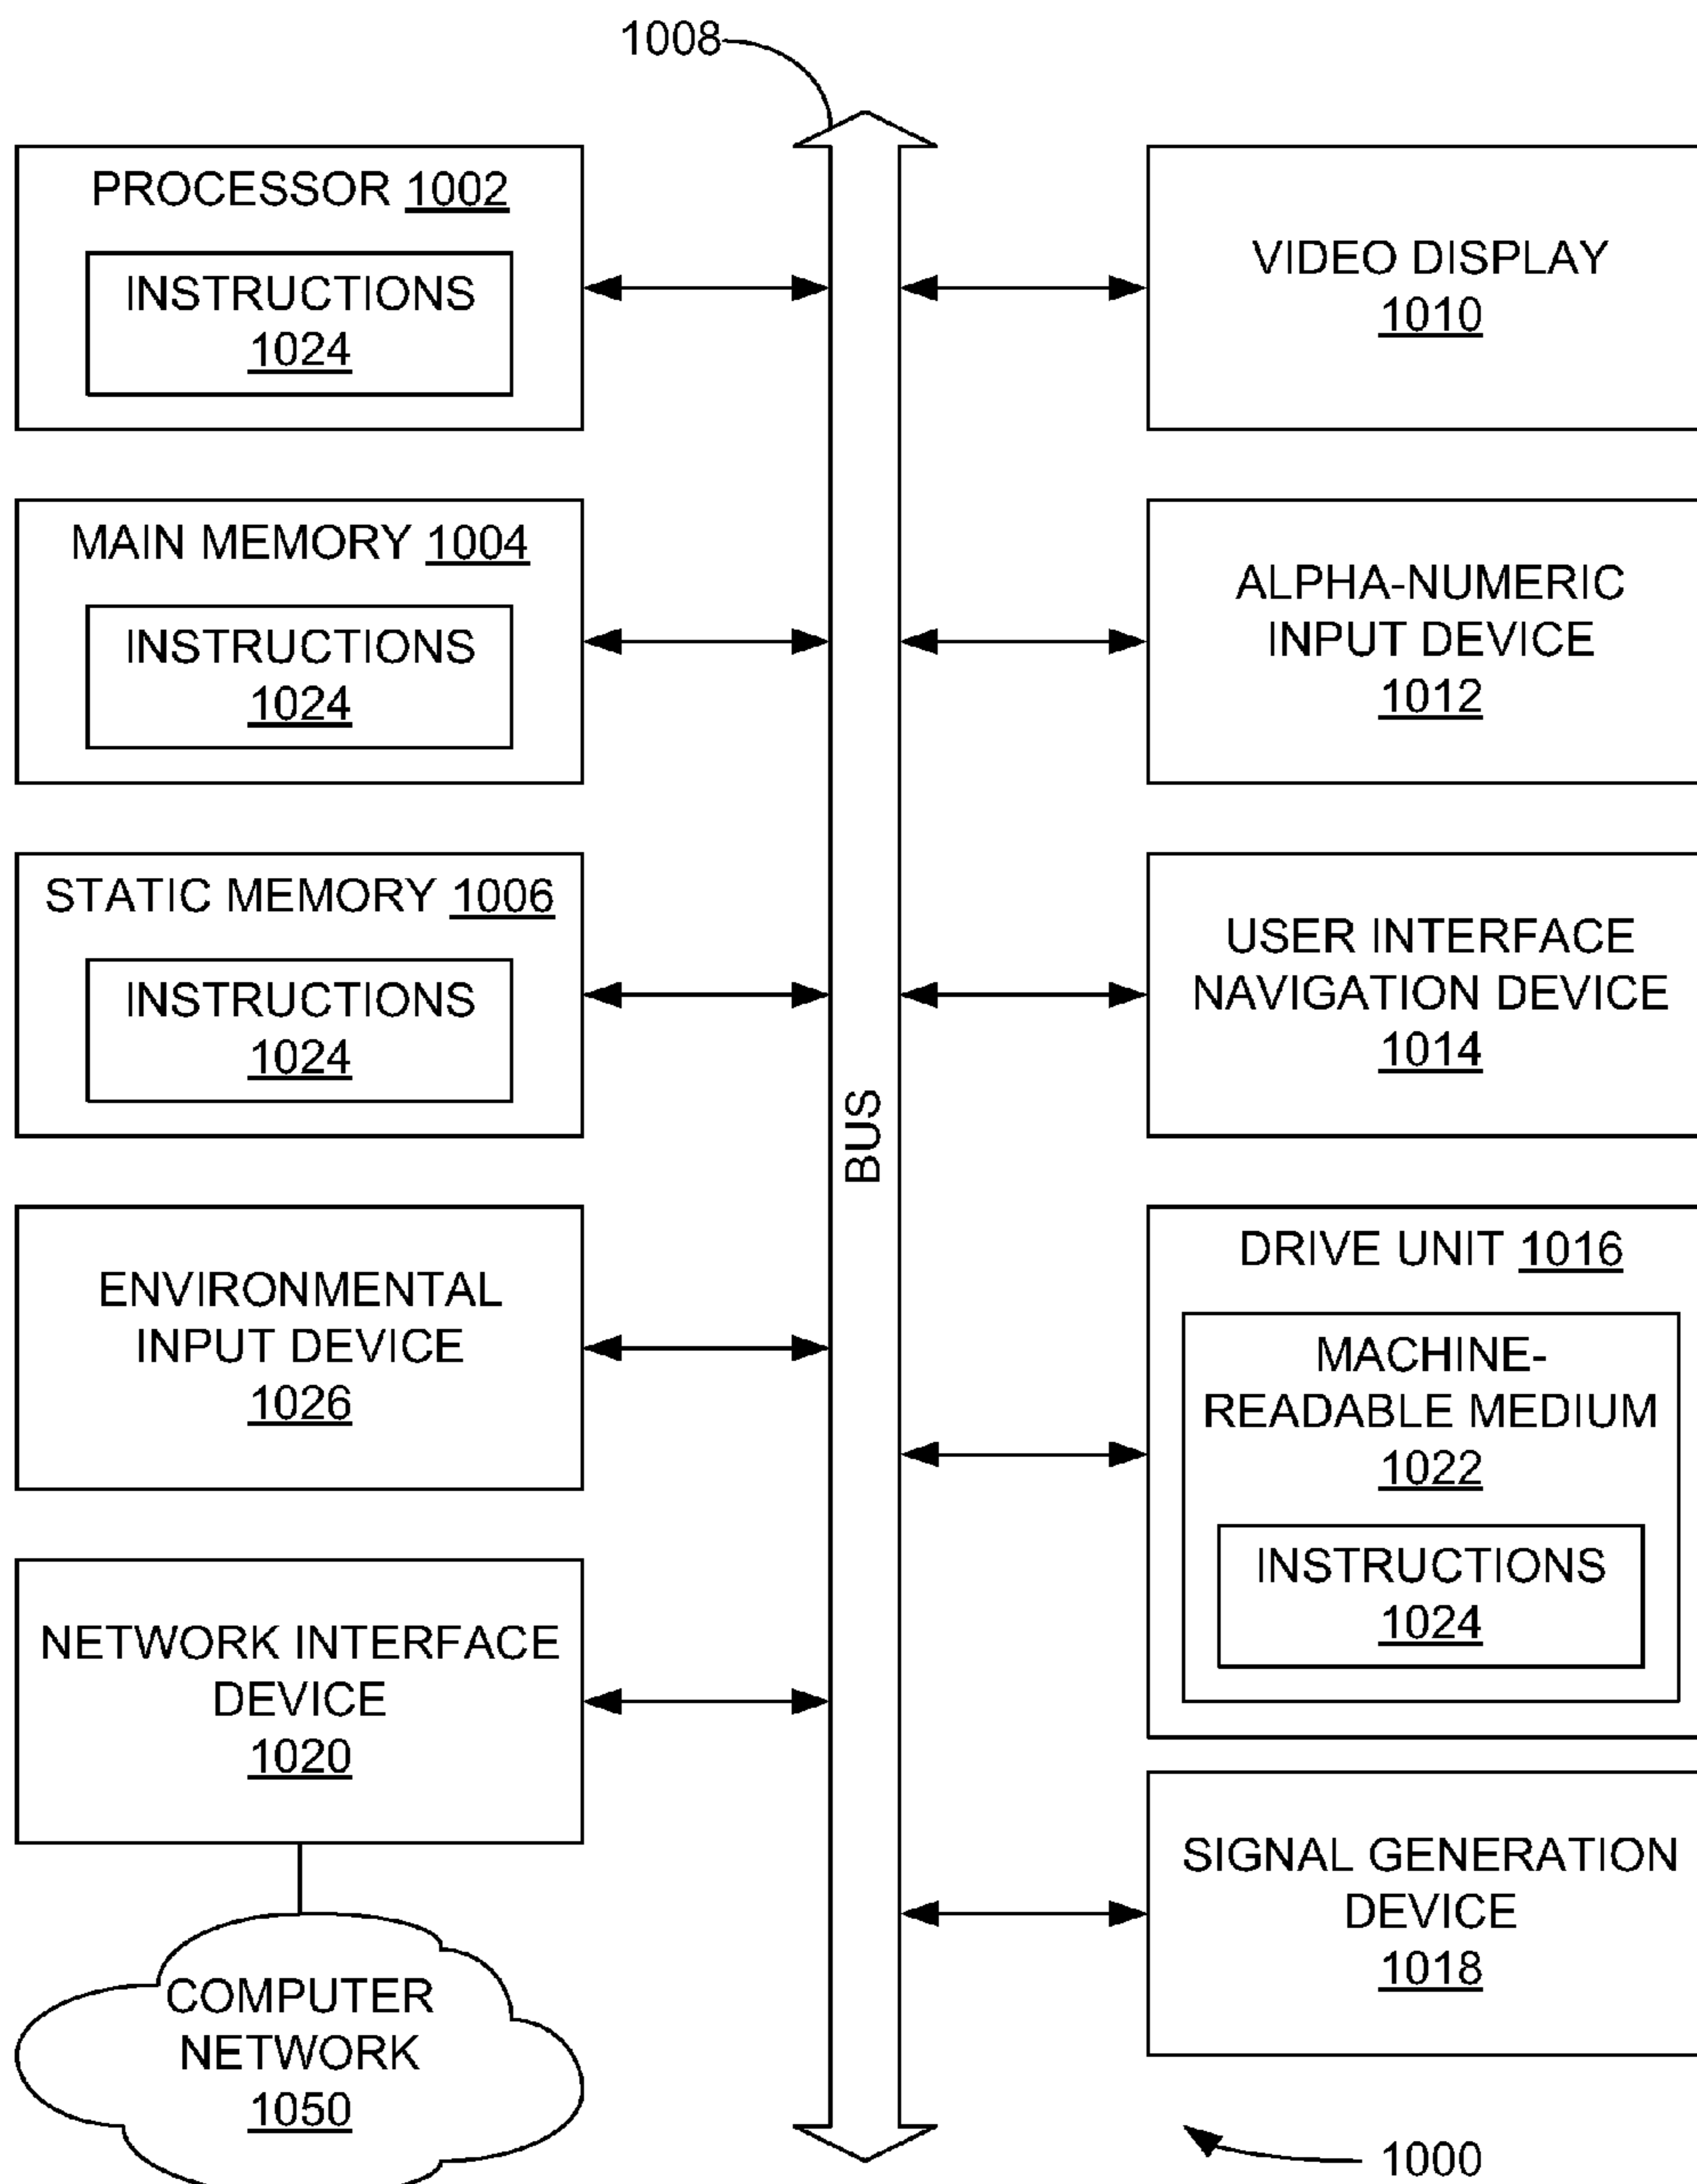 1008
PROCESSOR 1002
INSTRUCTIONS
1024
MAIN MEMORY 1004
INSTRUCTIONS
1024
STATIC MEMORY 1006
INSTRUCTIONS
1024
ENVIRONMENTAL
INPUT DEVICE
1026
NETWORK INTERFACE
DEVICE
1020
COMPUTER
NETWORK
1050
BUS
VIDEO DISPLAY
1010
ALPHA-NUMERIC
INPUT DEVICE
1012
USER INTERFACE
NAVIGATION DEVICE
1014
DRIVE UNIT 1016
MACHINE-
READABLE MEDIUM
1022
INSTRUCTIONS
1024
SIGNAL GENERATION
DEVICE
1018
1000